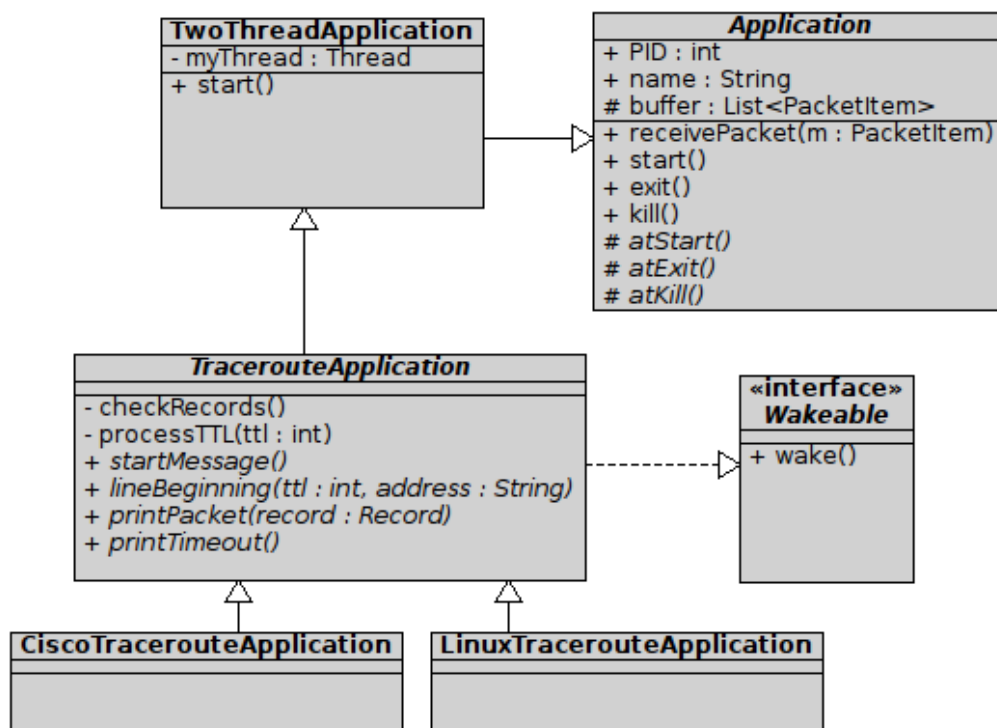 TwoThreadApplication
- myThread : Thread
+ start()
Application
+ PID : int
+ name : String
# buffer : List<PacketItem>
+ receivePacket(m : PacketItem)
+ start()
+ exit()
+ kill()
# atStart()
# atExit()
# atKill()
TracerouteApplication
- checkRecords()
- processTTL(ttl : int)
+ startMessage()
+ lineBeginning(ttl : int, address : String)
+ printPacket(record : Record)
+ printTimeout()
«interface»
Wakeable
+ wake()
CiscoTracerouteApplication
LinuxTracerouteApplication